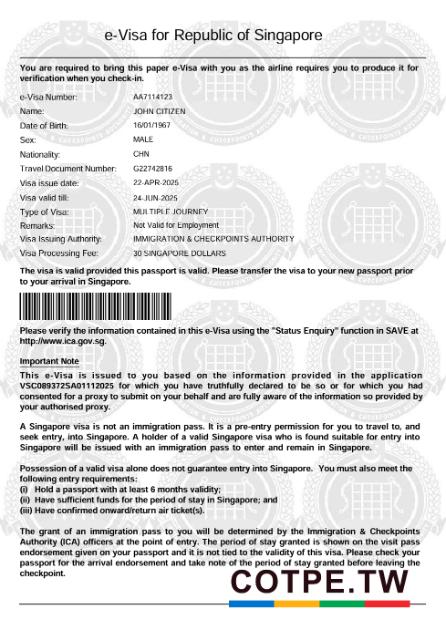 e-Visa for Republic of Singapore
You are required to bring this paper e-Visa with you as the airline requires you to produce it for
verification when you check-in.
e-Visa Number: AA7114123
Name: JOHN CITIZEN
Date of Birth: 16/01/1967
Sex: MALE
Nationality: CHN
Travel Document Number: G22742816
Visa issue date: 22-APR-2025
Visa valid till: 24-JUN-2025
Type of Visa: MULTIPLE JOURNEY
Remarks: Not Valid for Employment
Visa Issuing Authority: IMMIGRATION & CHECKPOINTS AUTHORITY
Visa Processing Fee: 30 SINGAPORE DOLLARS
The visa is valid provided this passport is valid. Please transfer the visa to your new passport prior
to your arrival in Singapore.
Please verify the information contained in this e-Visa using the "Status Enquiry" function in SAVE at
http://www.ica.gov.sg.
Important Note
This e-Visa is issued to you based on the information provided in the application
VSC089372SA01112025 for which you have truthfully declared to be so or for which you had
consented for a proxy to submit on your behalf and are fully aware of the information so provided by
your authorised proxy.
A Singapore visa is not an immigration pass. It is a pre-entry permission for you to travel to, and
seek entry, into Singapore. A holder of a valid Singapore visa who is found suitable for entry into
Singapore will be issued with an immigration pass to enter and remain in Singapore.
Possession of a valid visa alone does not guarantee entry into Singapore. You must also meet the
following entry requirements:
(i) Hold a passport with at least 6 months validity;
(ii) Have sufficient funds for the period of stay in Singapore; and
(iii) Have confirmed onward/return air ticket(s).
The grant of an immigration pass to you will be determined by the Immigration & Checkpoints
Authority (ICA) officers at the point of entry. The period of stay granted is shown on the visit pass
endorsement given on your passport and it is not tied to the validity of this visa. Please check your
passport for the arrival endorsement and take note of the period of stay granted before leaving the
checkpoint.
COTPE.TW